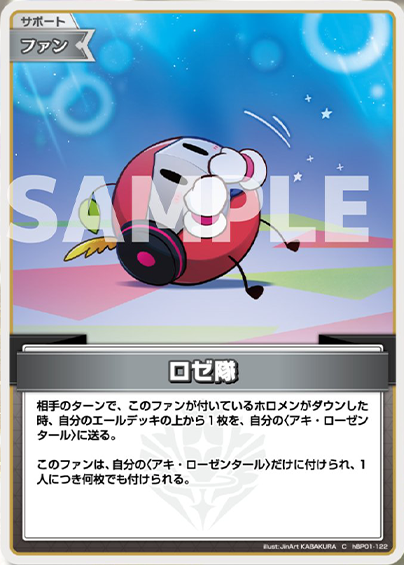 サポート
ファン
SAMPLE
ロゼ隊
相手のターンで、このファンが付いているホロメンがダウンした
時、自分のエールデッキの上から1枚を、自分の〈アキ・ローゼン
タール〉に送る。
このファンは、自分の〈アキ・ローゼンタール〉だけに付けられ、1
人につき何枚でも付けられる。
illust:JinArt KABAKURA C hBP01-122